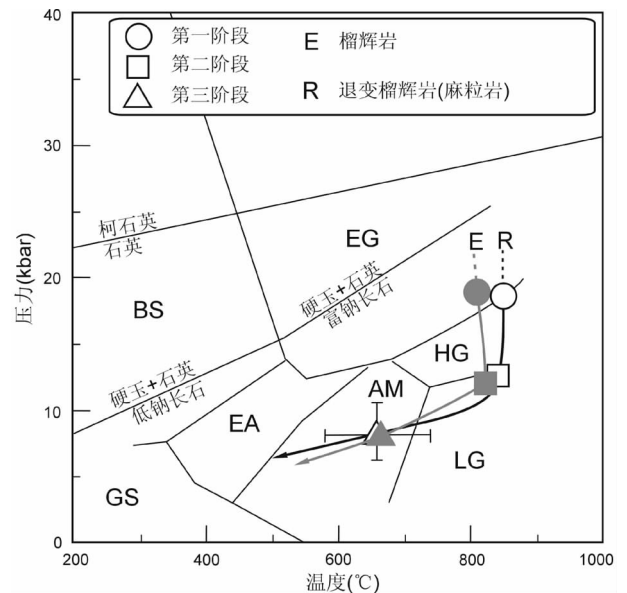 40
30
20
10
0
压力(kbar)
第一阶段
第二阶段
第三阶段
E 榴辉岩
R 退变榴辉岩(麻粒岩)
柯石英
石英
EG
E R
硬玉+石英
富钠长石
BS
HG
硬玉+石英
低钠长石
AM
EA
LG
GS
200 400 600 800 1000
温度(℃)